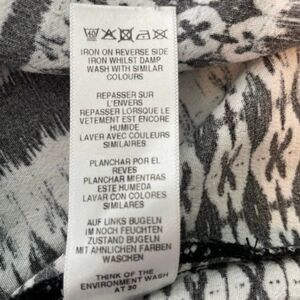 IRON ON REVERSE SIDE
IRON WHILST DAMP
WASH WITH SIMILAR
COLOURS
REPASSER SUR
L'ENVERS
REPASSER LORSQUE LE
VETEMENT EST ENCORE
HUMIDE
LAVER AVEC COULEURS
SIMILAIRES
PLANCHAR POR EL
REVES
PLANCHAR MIENTRAS
ESTE HUMEDA
LAVAR CON COLORES
SIMILARES
AUF LINKS BUGELN
IM NOCH FEUCHTEN
ZUSTAND BUGELN
MIT AHNLICHEN FARBEN
WASCHEN
THINK OF THE
ENVIRONMENT WASH
AT 30